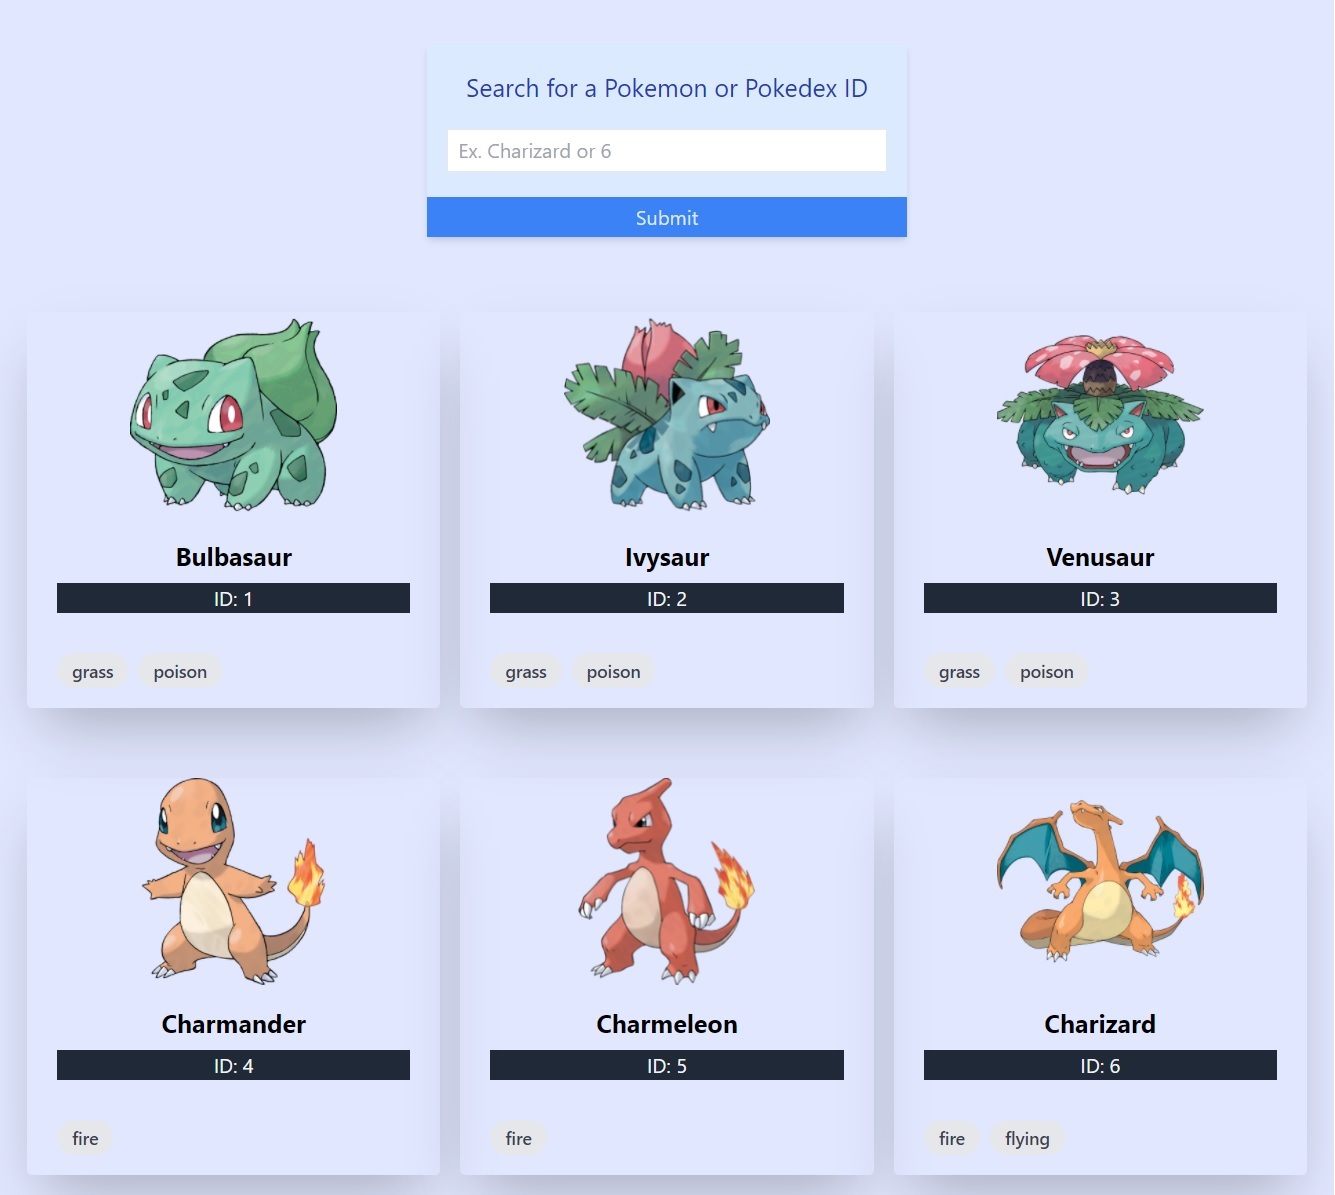 Search for a Pokemon or Pokedex ID
Ex. Charizard or 6
Submit
Bulbasaur
ID: 1
grass poison
Ivysaur
ID: 2
grass poison
Venusaur
ID: 3
grass poison
Charmander
ID: 4
fire
Charmeleon
ID: 5
fire
Charizard
ID: 6
fire flying